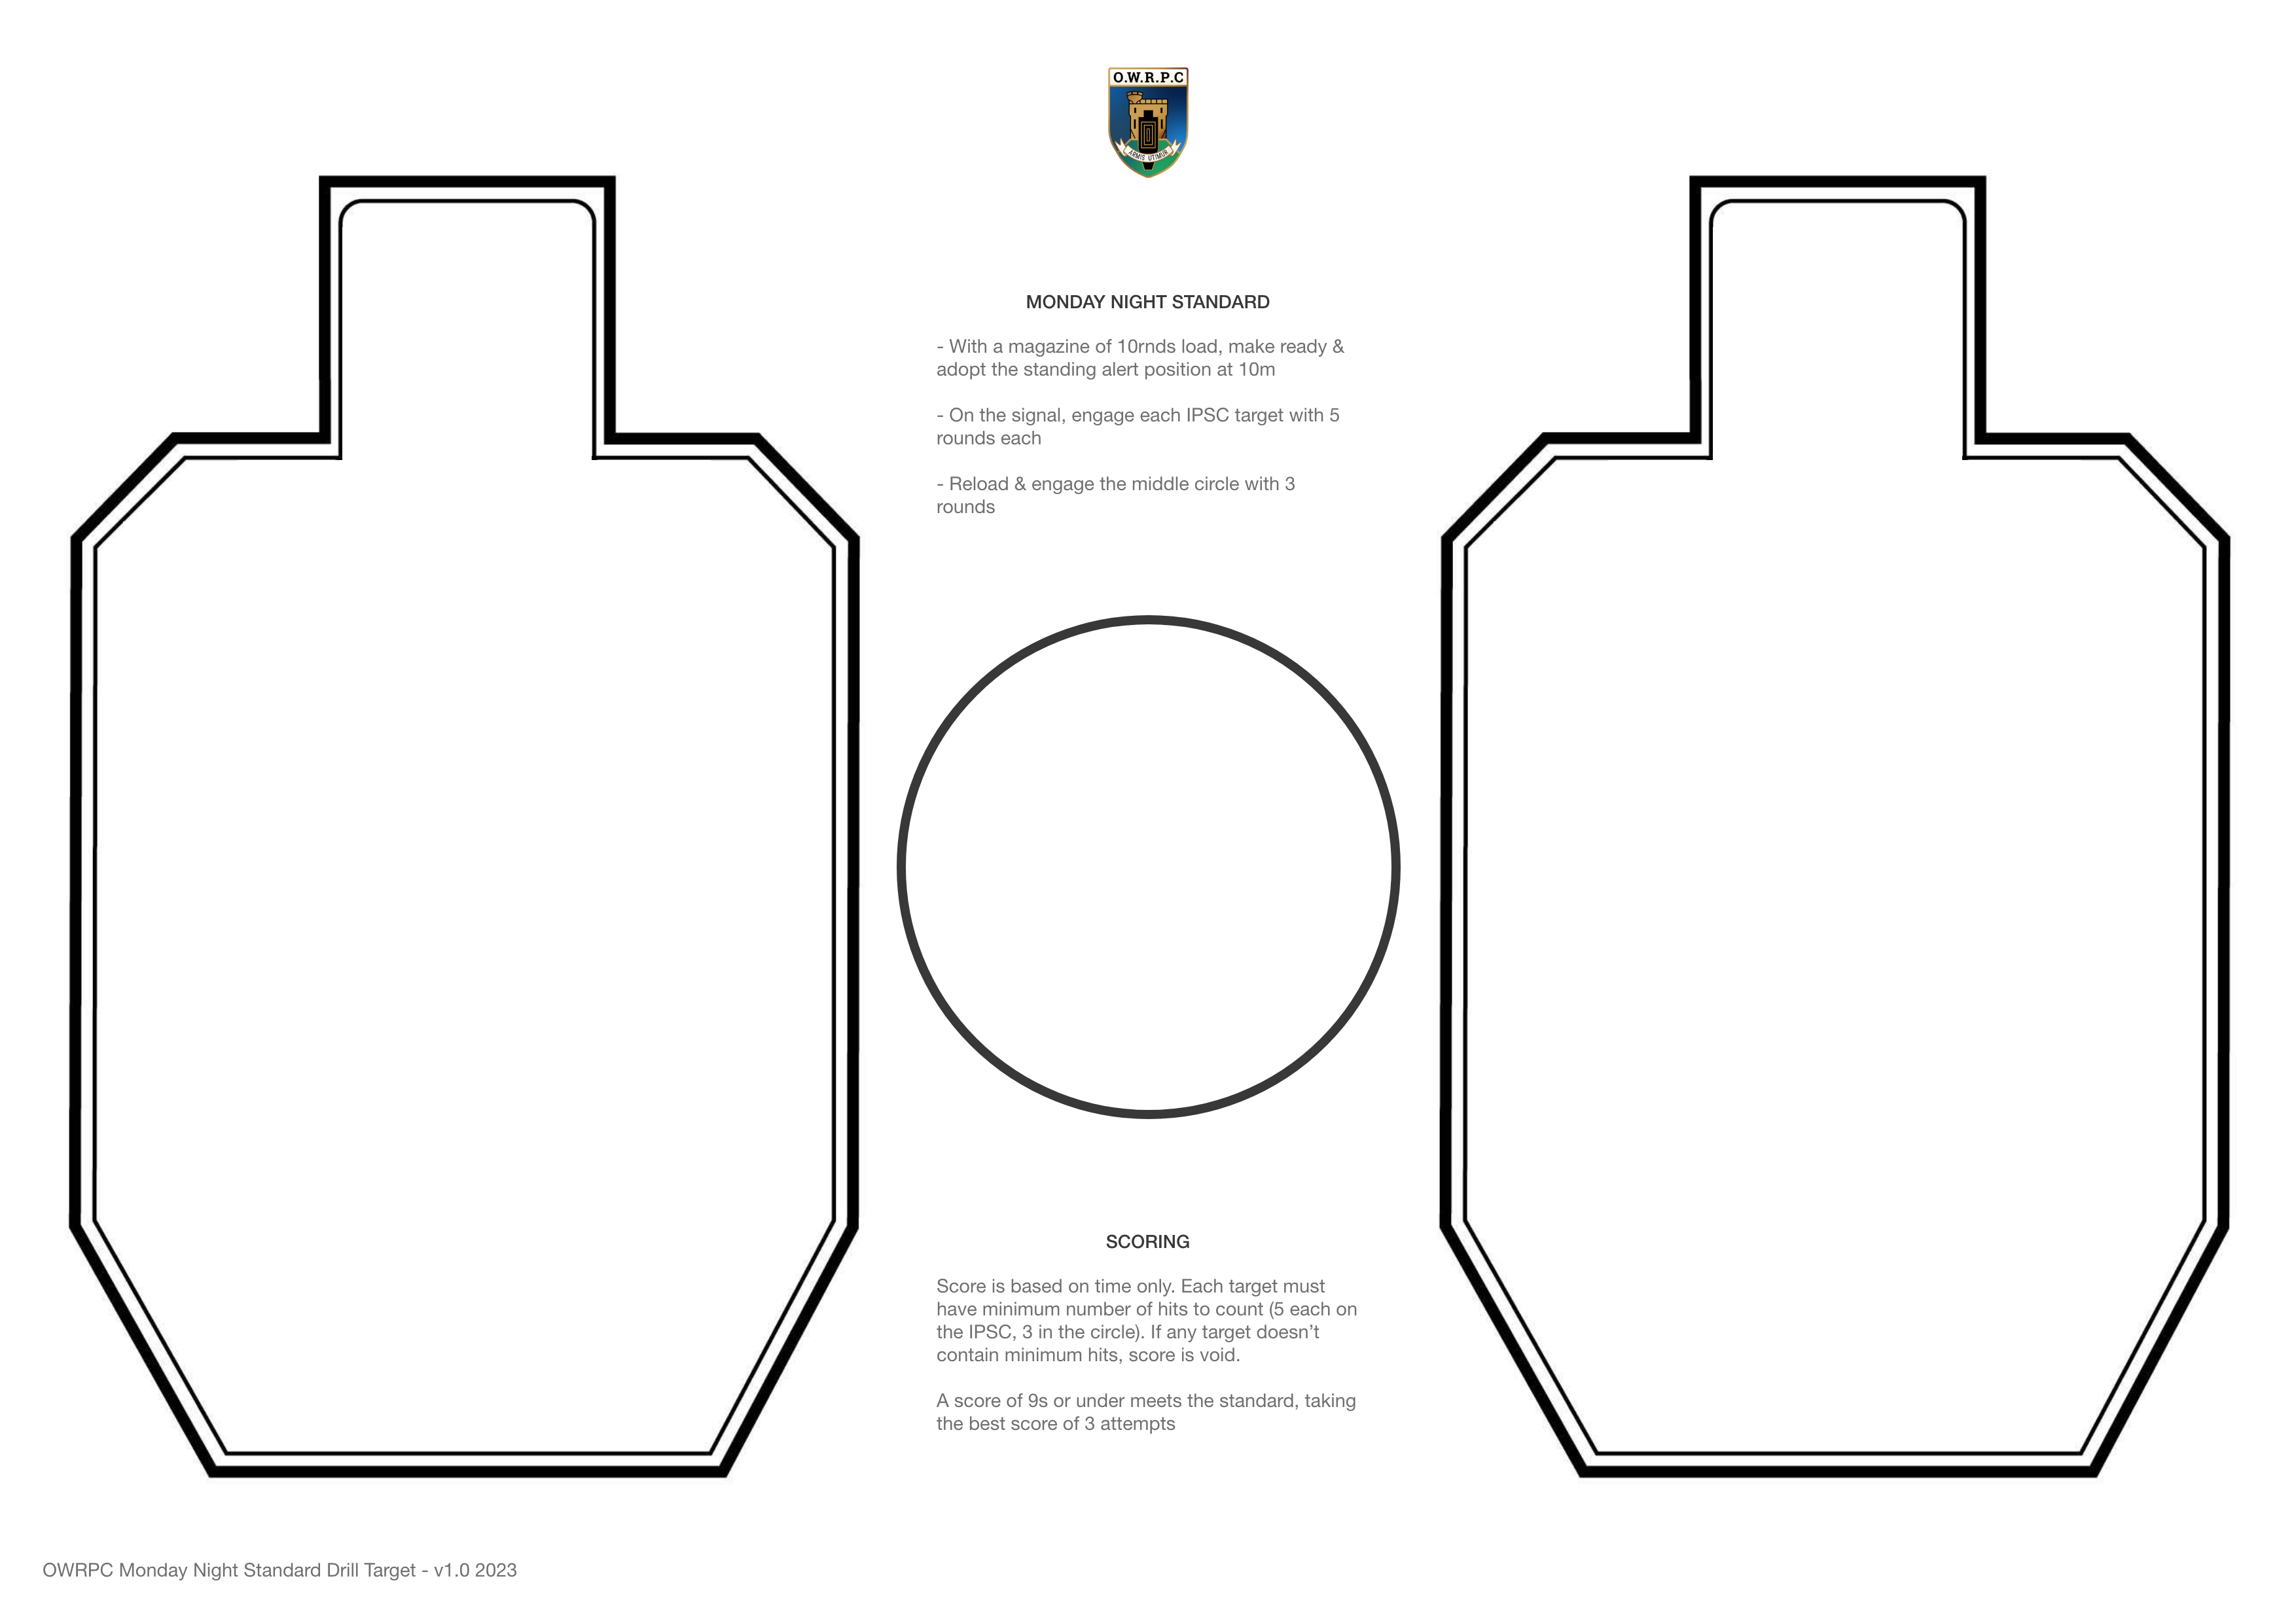 O.W.R.P.C
ARMIS UTIMUR
MONDAY NIGHT STANDARD
- With a magazine of 10rnds load, make ready &
adopt the standing alert position at 10m
- On the signal, engage each IPSC target with 5
rounds each
- Reload & engage the middle circle with 3
rounds
SCORING
Score is based on time only. Each target must
have minimum number of hits to count (5 each on
the IPSC, 3 in the circle). If any target doesn’t
contain minimum hits, score is void.
A score of 9s or under meets the standard, taking
the best score of 3 attempts
OWRPC Monday Night Standard Drill Target - v1.0 2023